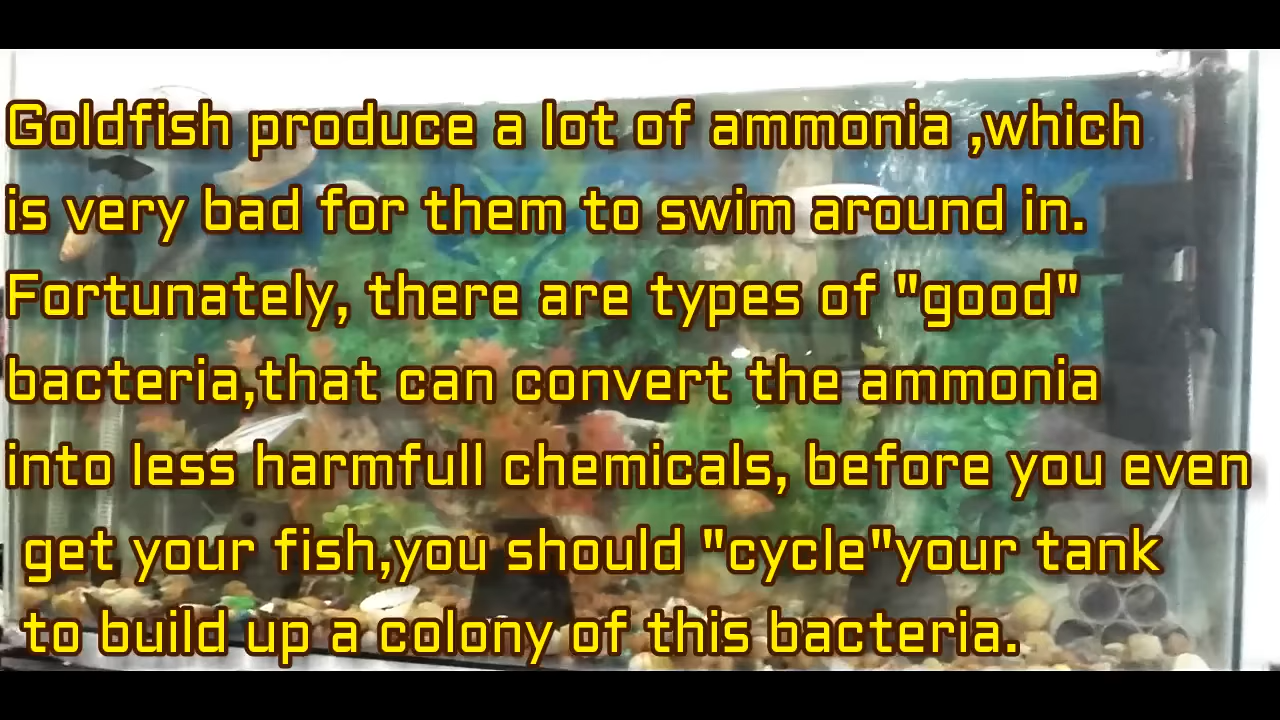 Goldfish produce a lot of ammonia ,which
is very bad for them to swim around in.
Fortunately, there are types of "good"
bacteria,that can convert the ammonia
into less harmfull chemicals, before you even
get your fish,you should "cycle"your tank
to build up a colony of this bacteria.